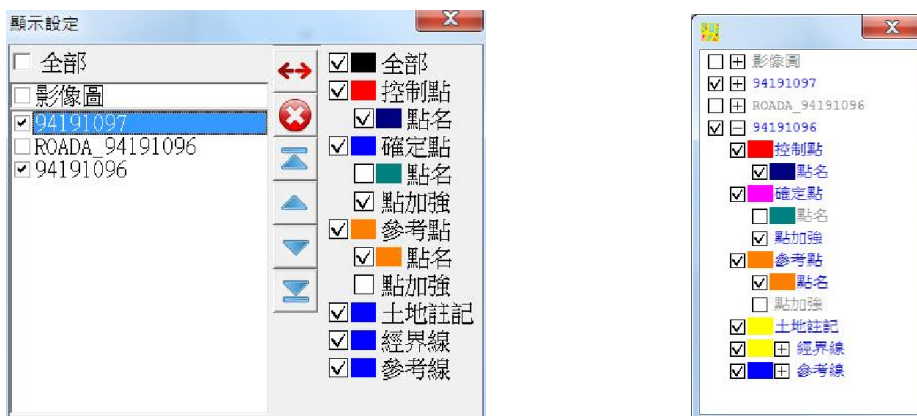 顯示設定
全部
影像圖
94191097
ROADA_94191096
94191096
全部
控制點
點名
確定點
點名
點加強
參考點
點名
點加強
土地註記
經界線
參考線
影像圖
94191097
ROADA_94191096
94191096
控制點
點名
確定點
點名
點加強
參考點
點名
點加強
土地註記
經界線
參考線